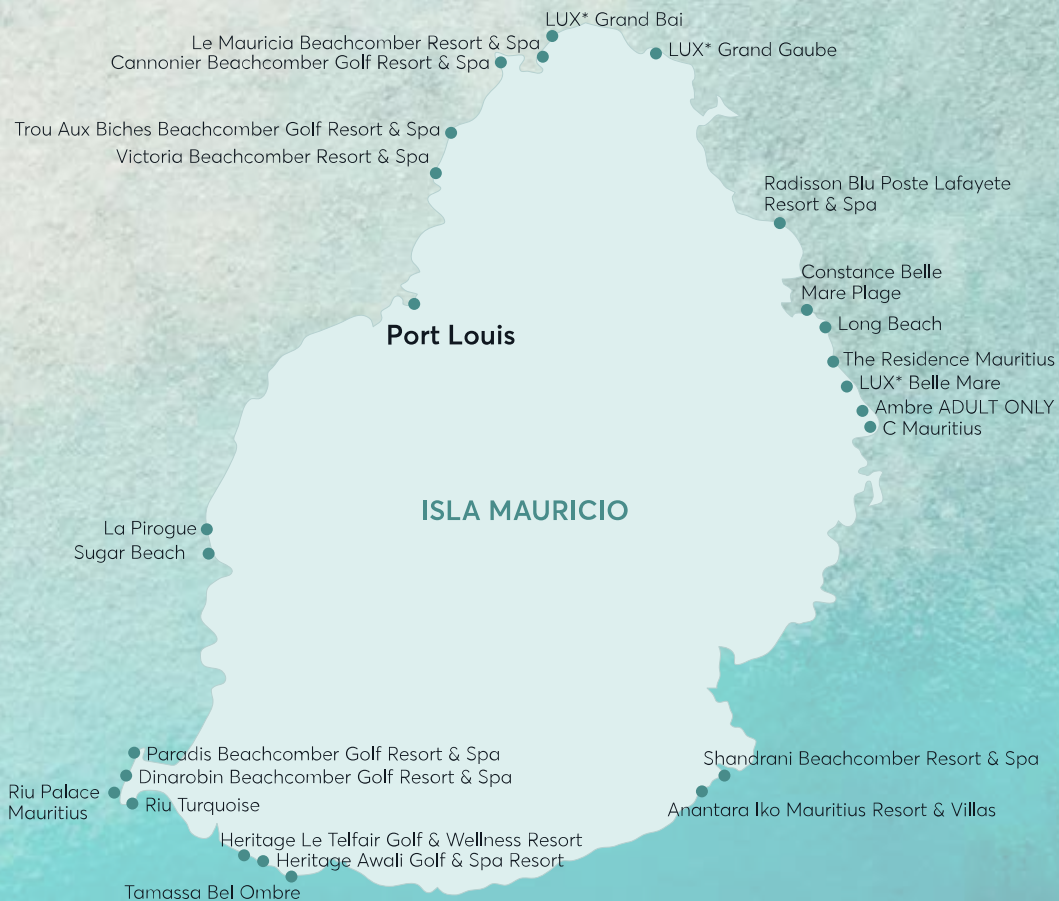 LUX* Grand Bai
Le Mauricia Beachcomber Resort & Spa
LUX* Grand Gaube
Cannonier Beachcomber Golf Resort & Spa
Trou Aux Biches Beachcomber Golf Resort & Spa
Victoria Beachcomber Resort & Spa
Radisson Blu Poste Lafayete
Resort & Spa
Constance Belle
Mare Plage
Long Beach
Port Louis
The Residence Mauritius
LUX* Belle Mare
Ambre ADULT ONLY
C Mauritius
ISLA MAURICIO
La Pirogue
Sugar Beach
Paradis Beachcomber Golf Resort & Spa
Dinarobin Beachcomber Golf Resort & Spa
Riu Palace
Mauritius
Riu Turquoise
Shandrani Beachcomber Resort & Spa
Anantara Iko Mauritius Resort & Villas
Heritage Le Telfair Golf & Wellness Resort
Heritage Awali Golf & Spa Resort
Tamassa Bel Ombre